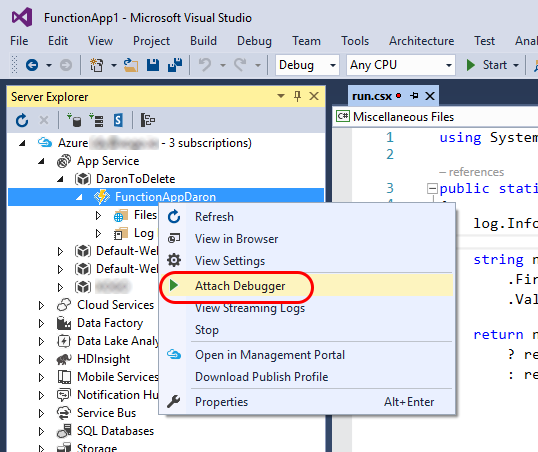 FunctionApp1 - Microsoft Visual Studio
File Edit View Project Build Debug Team Tools Architecture Test Anal
Debug Any CPU Start
Server Explorer
run.csx
Miscellaneous Files
Azure - 3 subscriptions)
App Service
DaronToDelete
FunctionAppDaron
Files
Log
Default-Web
Default-Web
Cloud Services
Data Factory
Data Lake Analy
HDInsight
Mobile Services
Notification Hu
Service Bus
SQL Databases
Storage
Refresh
View in Browser
View Settings
Attach Debugger
View Streaming Logs
Stop
Open in Management Portal
Download Publish Profile
Properties Alt+Enter
1 using System
2
– references
3 public stati
log.Info
string n
.Fir
.Val
return n
? re
: re